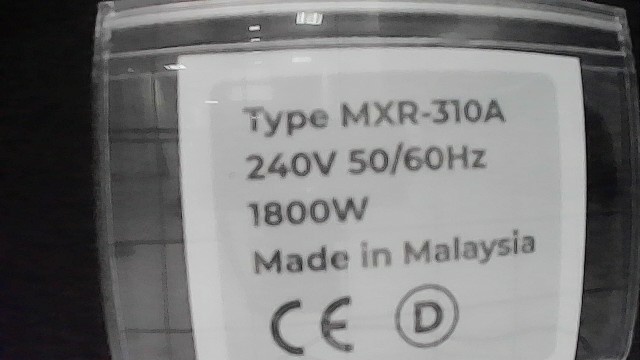 Type MXR-310A
240V 50/60Hz
1800W
Made in Malaysia
CE D